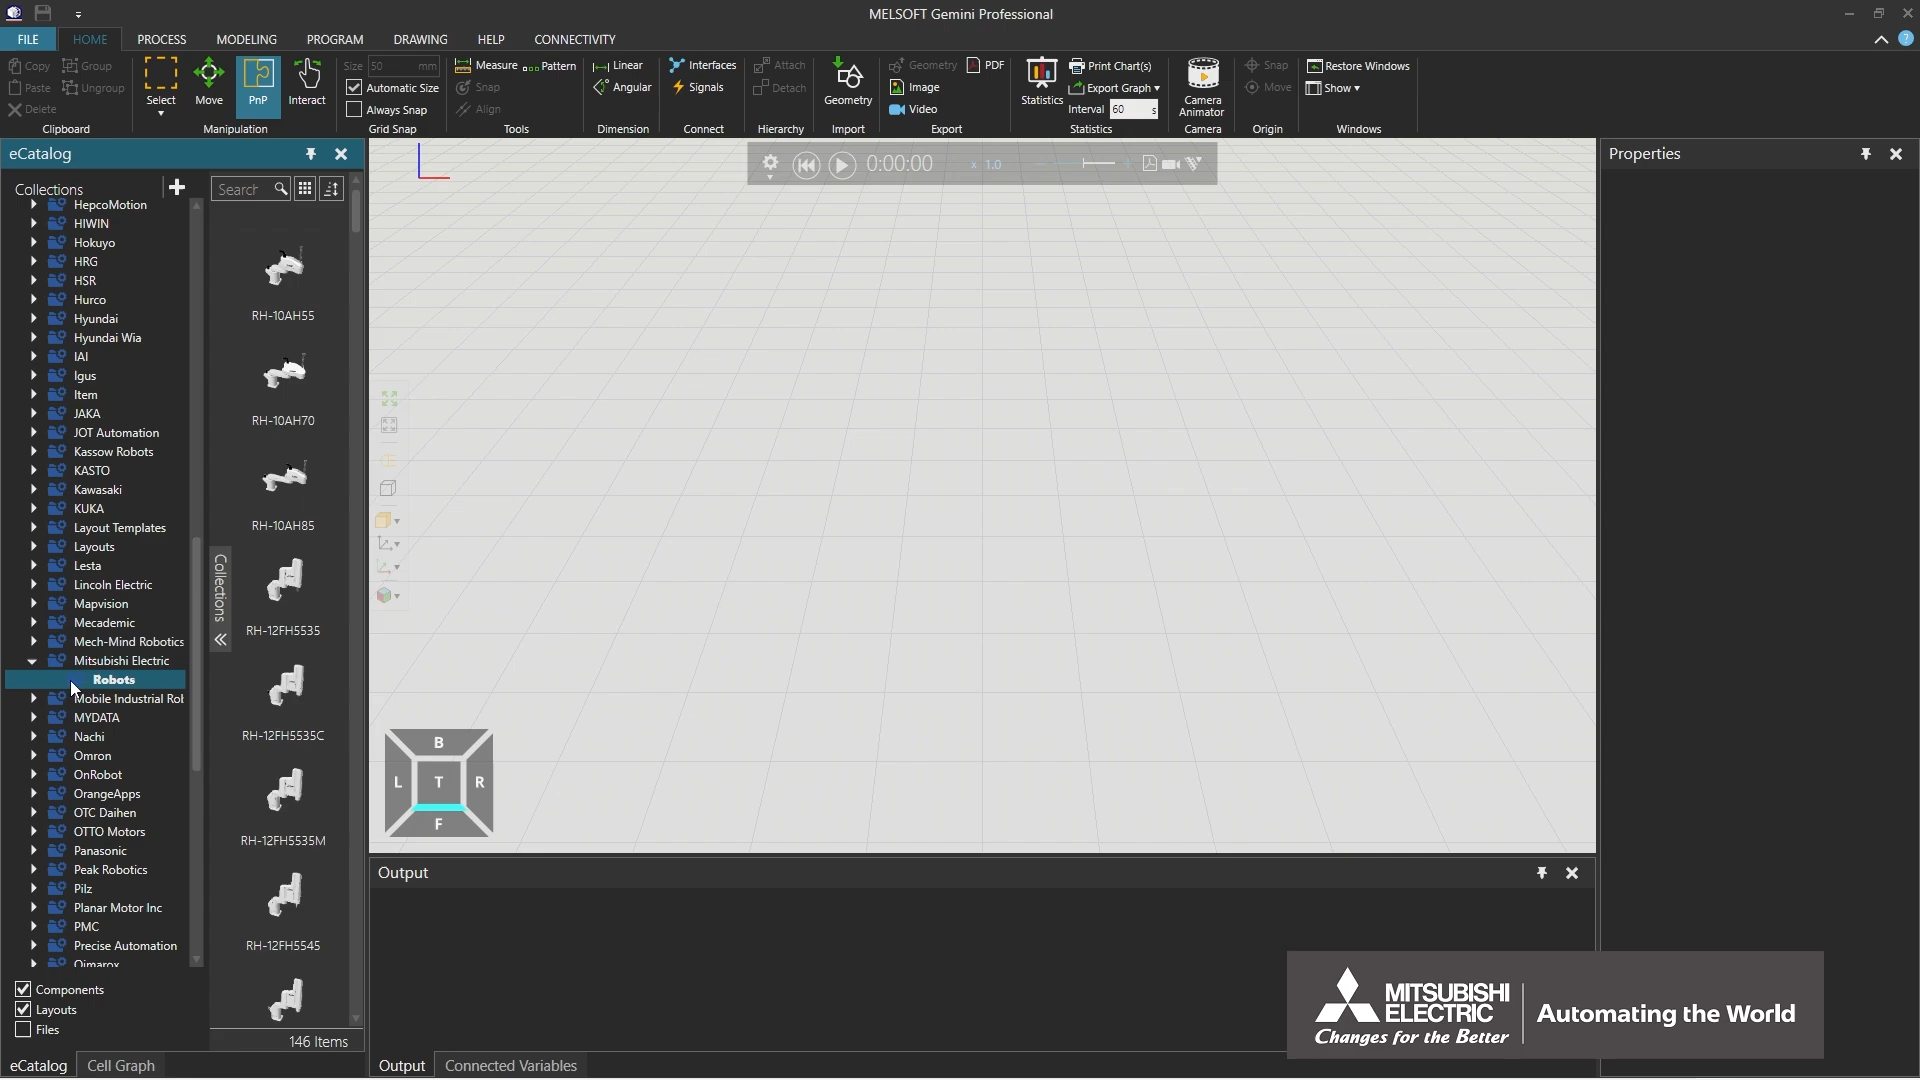 MELSOFT Gemini Professional
FILE HOME PROCESS MODELING PROGRAM DRAWING HELP CONNECTIVITY
Copy Group Size 50 mm Measure Pattern Linear Interfaces Attach Geometry PDF Print Chart(s) Snap Restore Windows
Paste Ungroup Select Move PnP Interact Automatic Size Snap Angular Signals Detach Geometry Image Statistics Export Graph Camera Animator Move Show
Delete Always Snap Align Video Interval 60 s
Clipboard Manipulation Grid Snap Tools Dimension Connect Hierarchy Import Export Statistics Camera Origin Windows
eCatalog
0:00:00 x 1.0
Properties
Collections
Search
HepcoMotion
HIWIN
Hokuyo
HRG
HSR
Hurco
Hyundai
Hyundai Wia
IAI
Igus
Item
JAKA
JOT Automation
Kassow Robots
KASTO
Kawasaki
KUKA
Layout Templates
Layouts
Lesta
Lincoln Electric
Mapvision
Mecademic
Mech-Mind Robotics
Mitsubishi Electric
Robots
Mobile Industrial Rob
MYDATA
Nachi
Omron
OnRobot
OrangeApps
OTC Daihen
OTTO Motors
Panasonic
Peak Robotics
Pilz
Planar Motor Inc
PMC
Precise Automation
Qimarox
Components
Layouts
Files
RH-10AH55
RH-10AH70
RH-10AH85
RH-12FH5535
RH-12FH5535C
RH-12FH5535M
RH-12FH5545
Collections
146 Items
eCatalog Cell Graph
B
L T R
F
Output
Output Connected Variables
MITSUBISHI
ELECTRIC
Changes for the Better
Automating the World